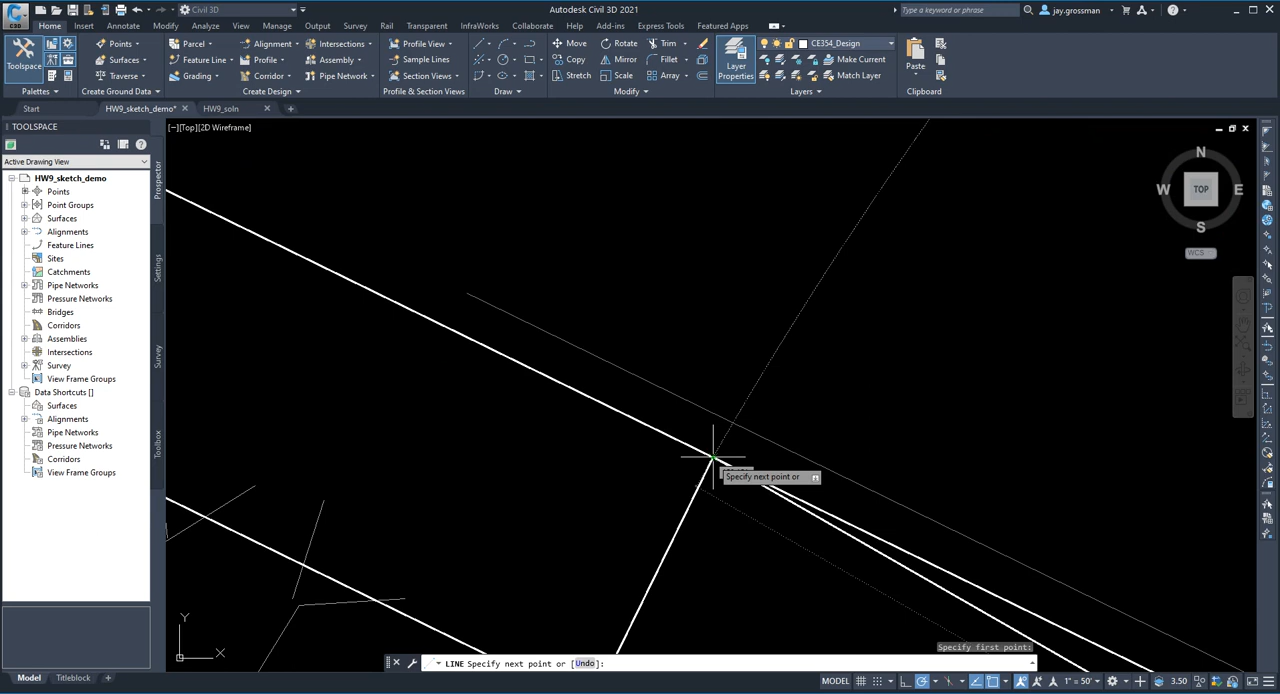 Civil 3D
Autodesk Civil 3D 2021
Type a keyword or phrase
jay.grossman
C3D
Home Insert Annotate Modify Analyze View Manage Output Survey Rail Transparent InfraWorks Collaborate Help Add-ins Express Tools Featured Apps
Toolspace
Points Parcel Alignment Intersections Profile View Move Rotate Trim CE354_Design
Surfaces Feature Line Profile Assembly Sample Lines Copy Mirror Fillet Layer Properties Make Current Paste
Traverse Grading Corridor Pipe Network Section Views Stretch Scale Array Match Layer
Palettes Create Ground Data Create Design Profile & Section Views Draw Modify Layers Clipboard
Start HW9_sketch_demo* HW9_soln
TOOLSPACE
Active Drawing View
HW9_sketch_demo
Points
Point Groups
Surfaces
Alignments
Feature Lines
Sites
Catchments
Pipe Networks
Pressure Networks
Bridges
Corridors
Assemblies
Intersections
Survey
View Frame Groups
Data Shortcuts []
Surfaces
Alignments
Pipe Networks
Pressure Networks
Corridors
View Frame Groups
Prospector
Settings
Survey
Toolbox
[−][Top][2D Wireframe]
N
W TOP E
S
WCS
Specify next point or
Y
X
Specify first point:
LINE Specify next point or [Undo]:
Model Titleblock
MODEL 1" = 50' 3.50